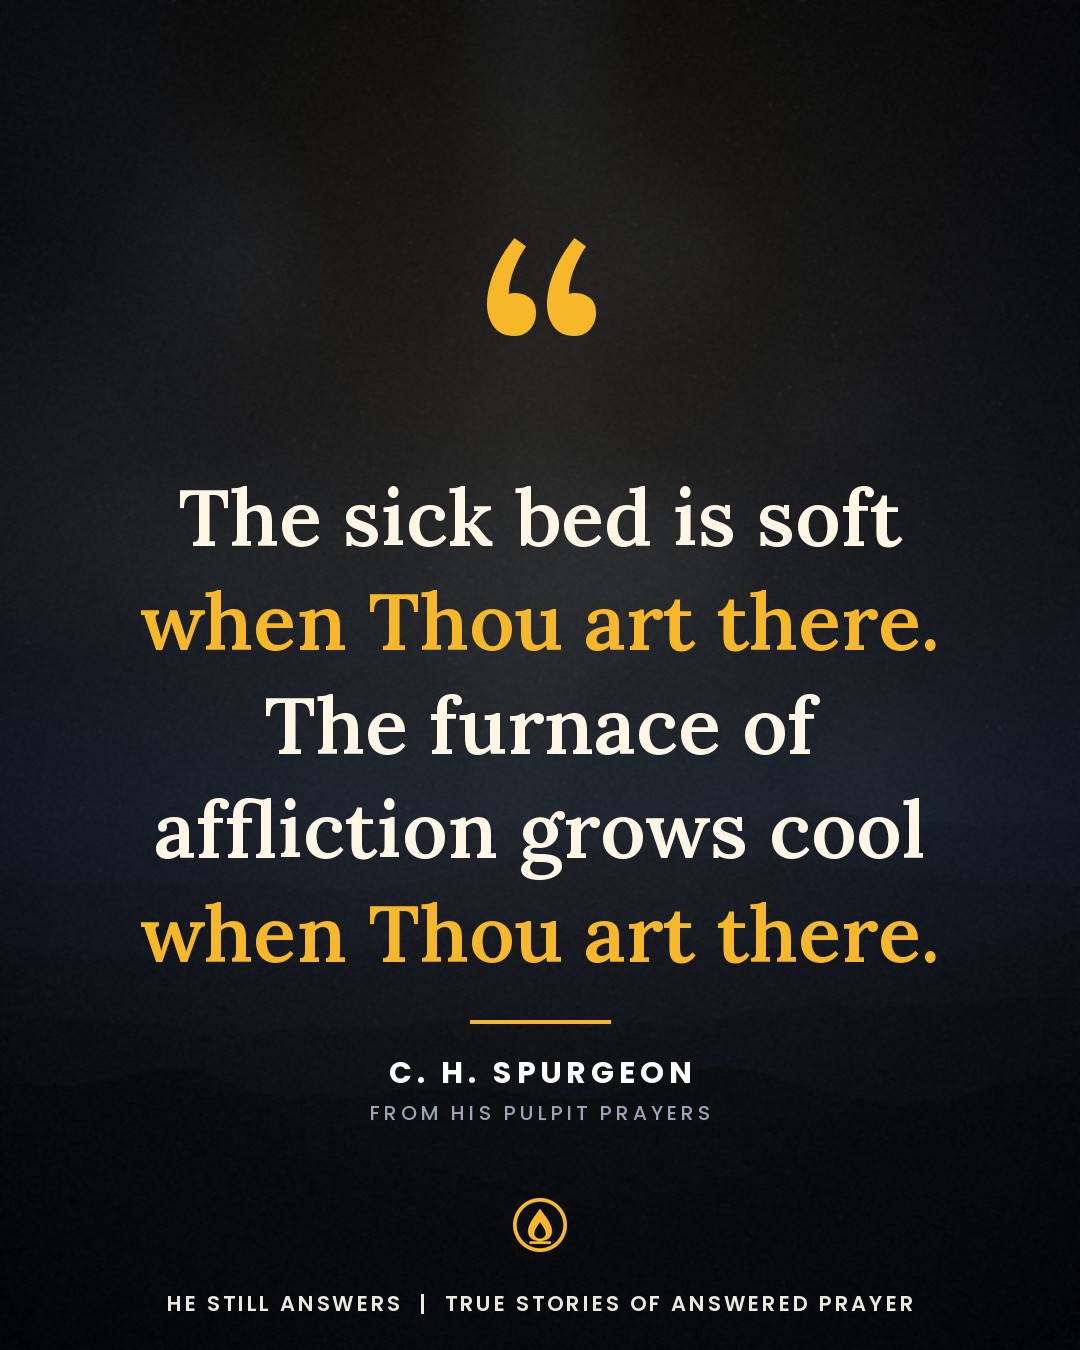 “
The sick bed is soft
when Thou art there.
The furnace of
affliction grows cool
when Thou art there.
C. H. SPURGEON
FROM HIS PULPIT PRAYERS
HE STILL ANSWERS | TRUE STORIES OF ANSWERED PRAYER